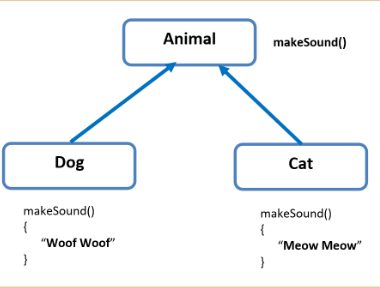 Animal
makeSound()
Dog
Cat
makeSound()
{
“Woof Woof”
}
makeSound()
{
“Meow Meow”
}